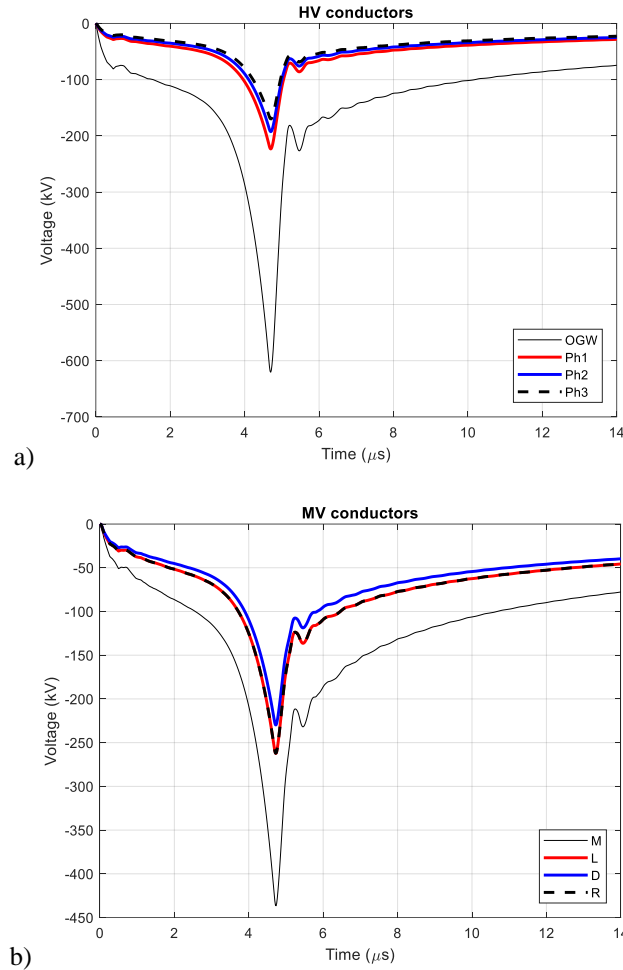 HV conductors
0
-100
-200
-300
-400
-500
-600
-700
Voltage (kV)
0 2 4 6 8 10 12 14
Time (μs)
OGW
Ph1
Ph2
Ph3
a)
MV conductors
0
-50
-100
-150
-200
-250
-300
-350
-400
-450
Voltage (kV)
0 2 4 6 8 10 12 14
Time (μs)
M
L
D
R
b)